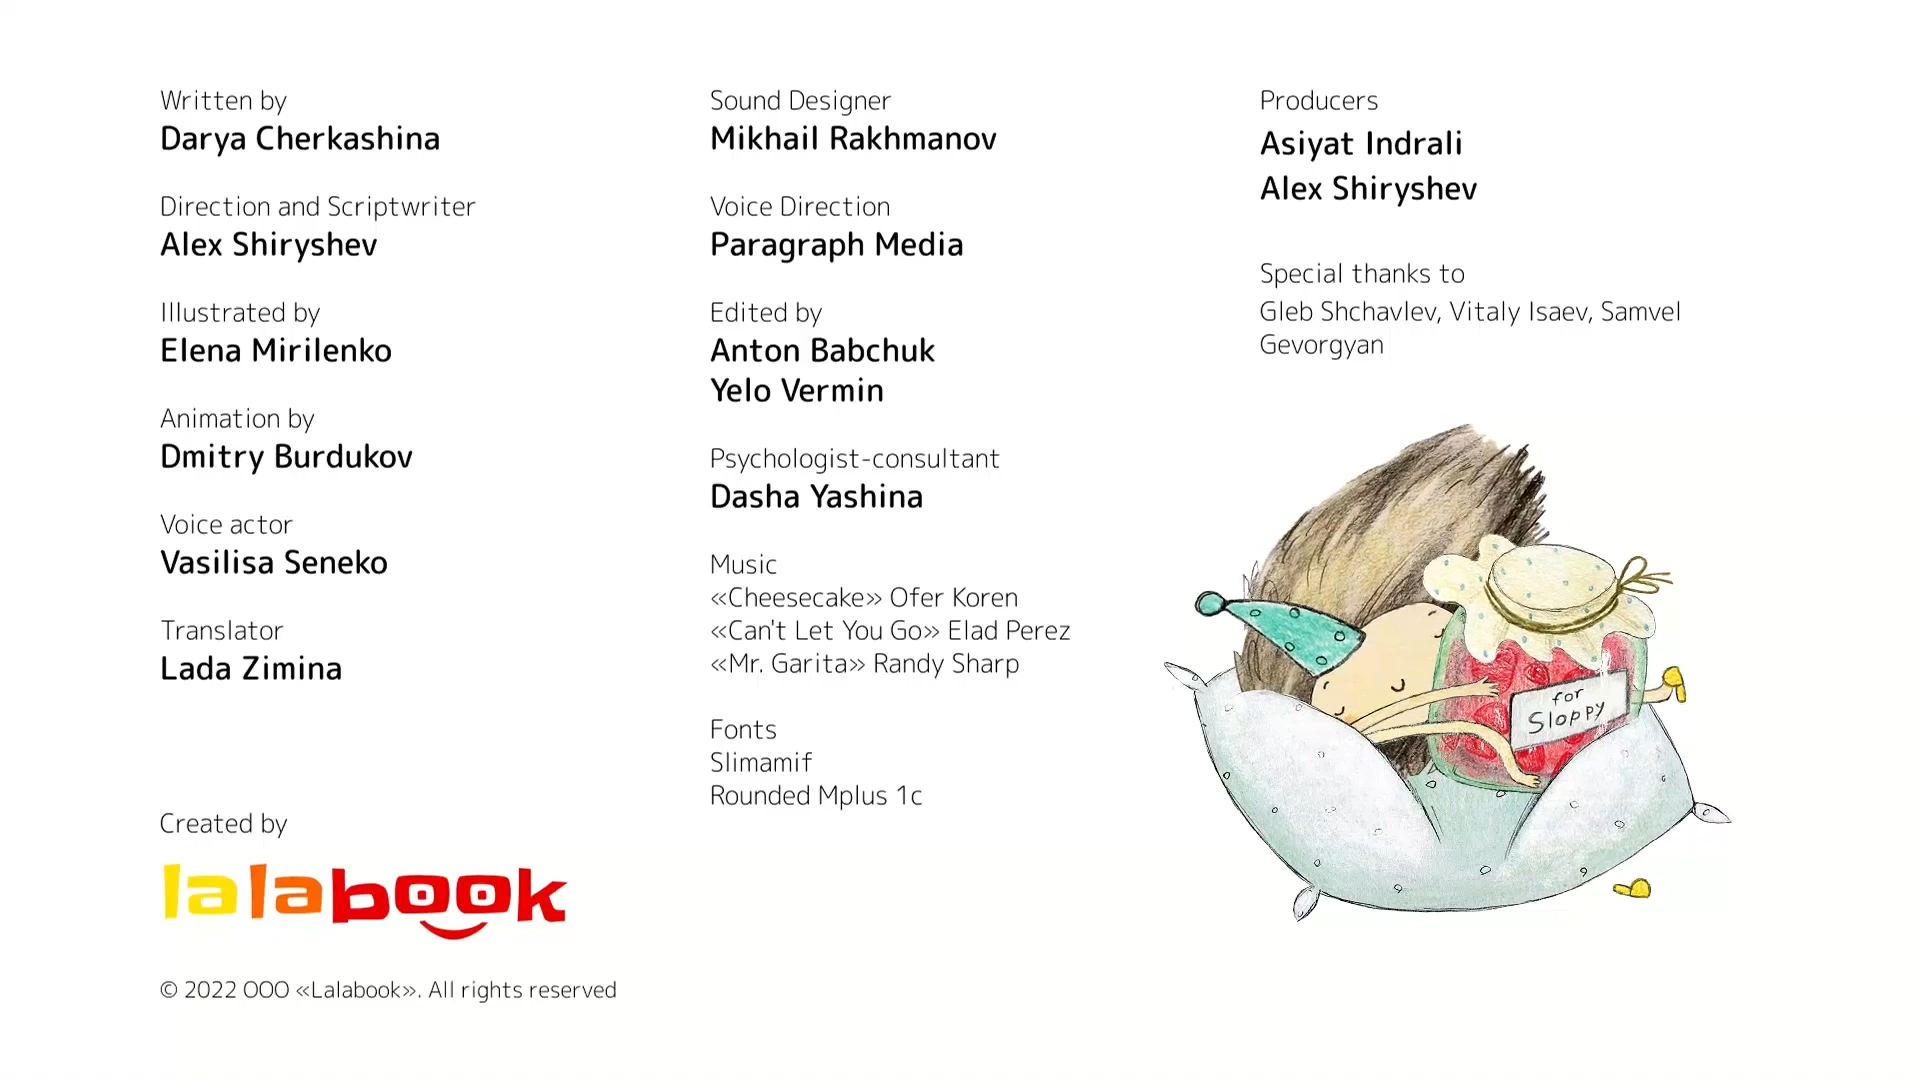 Written by
Darya Cherkashina
Direction and Scriptwriter
Alex Shiryshev
Illustrated by
Elena Mirilenko
Animation by
Dmitry Burdukov
Voice actor
Vasilisa Seneko
Translator
Lada Zimina
Created by
lalabook
© 2022 OOO «Lalabook». All rights reserved
Sound Designer
Mikhail Rakhmanov
Voice Direction
Paragraph Media
Edited by
Anton Babchuk
Yelo Vermin
Psychologist-consultant
Dasha Yashina
Music
«Cheesecake» Ofer Koren
«Can't Let You Go» Elad Perez
«Mr. Garita» Randy Sharp
Fonts
Slimamif
Rounded Mplus 1c
Producers
Asiyat Indrali
Alex Shiryshev
Special thanks to
Gleb Shchavlev, Vitaly Isaev, Samvel
Gevorgyan
for
Sloppy